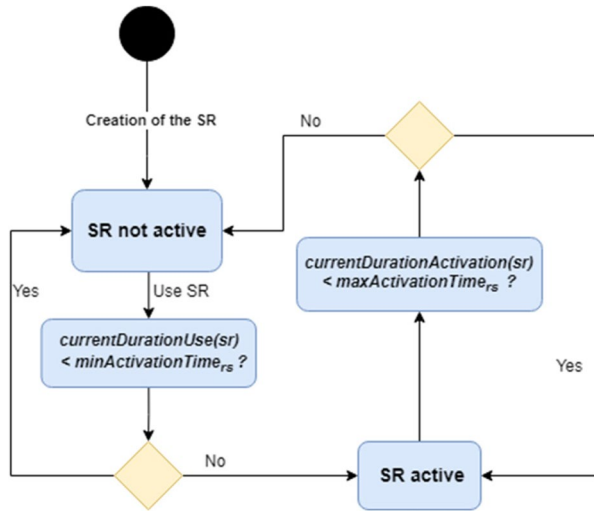 Creation of the SR
No
SR not active
currentDurationActivation(sr)
< maxActivationTimers ?
Yes
Use SR
currentDurationUse(sr)
< minActivationTimers ?
Yes
No
SR active